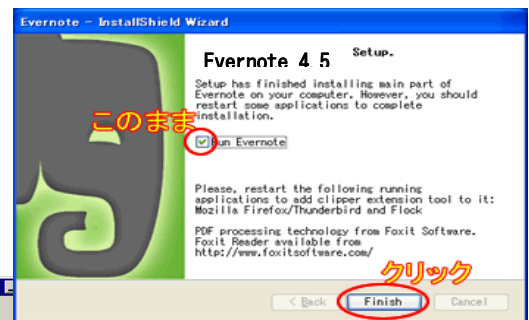 Evernote - InstallShield Wizard
Evernote 4.5 Setup.
Setup has finished installing main part of
Evernote on your computer. However, you should
restart some applications to complete
installation.
このまま
Run Evernote
Please, restart the following running
applications to add clipper extension tool to it:
Mozilla Firefox/Thunderbird and Flock
PDF processing technology from Foxit Software.
Foxit Reader available from
http://www.foxitsoftware.com/
クリック
< Back Finish Cancel